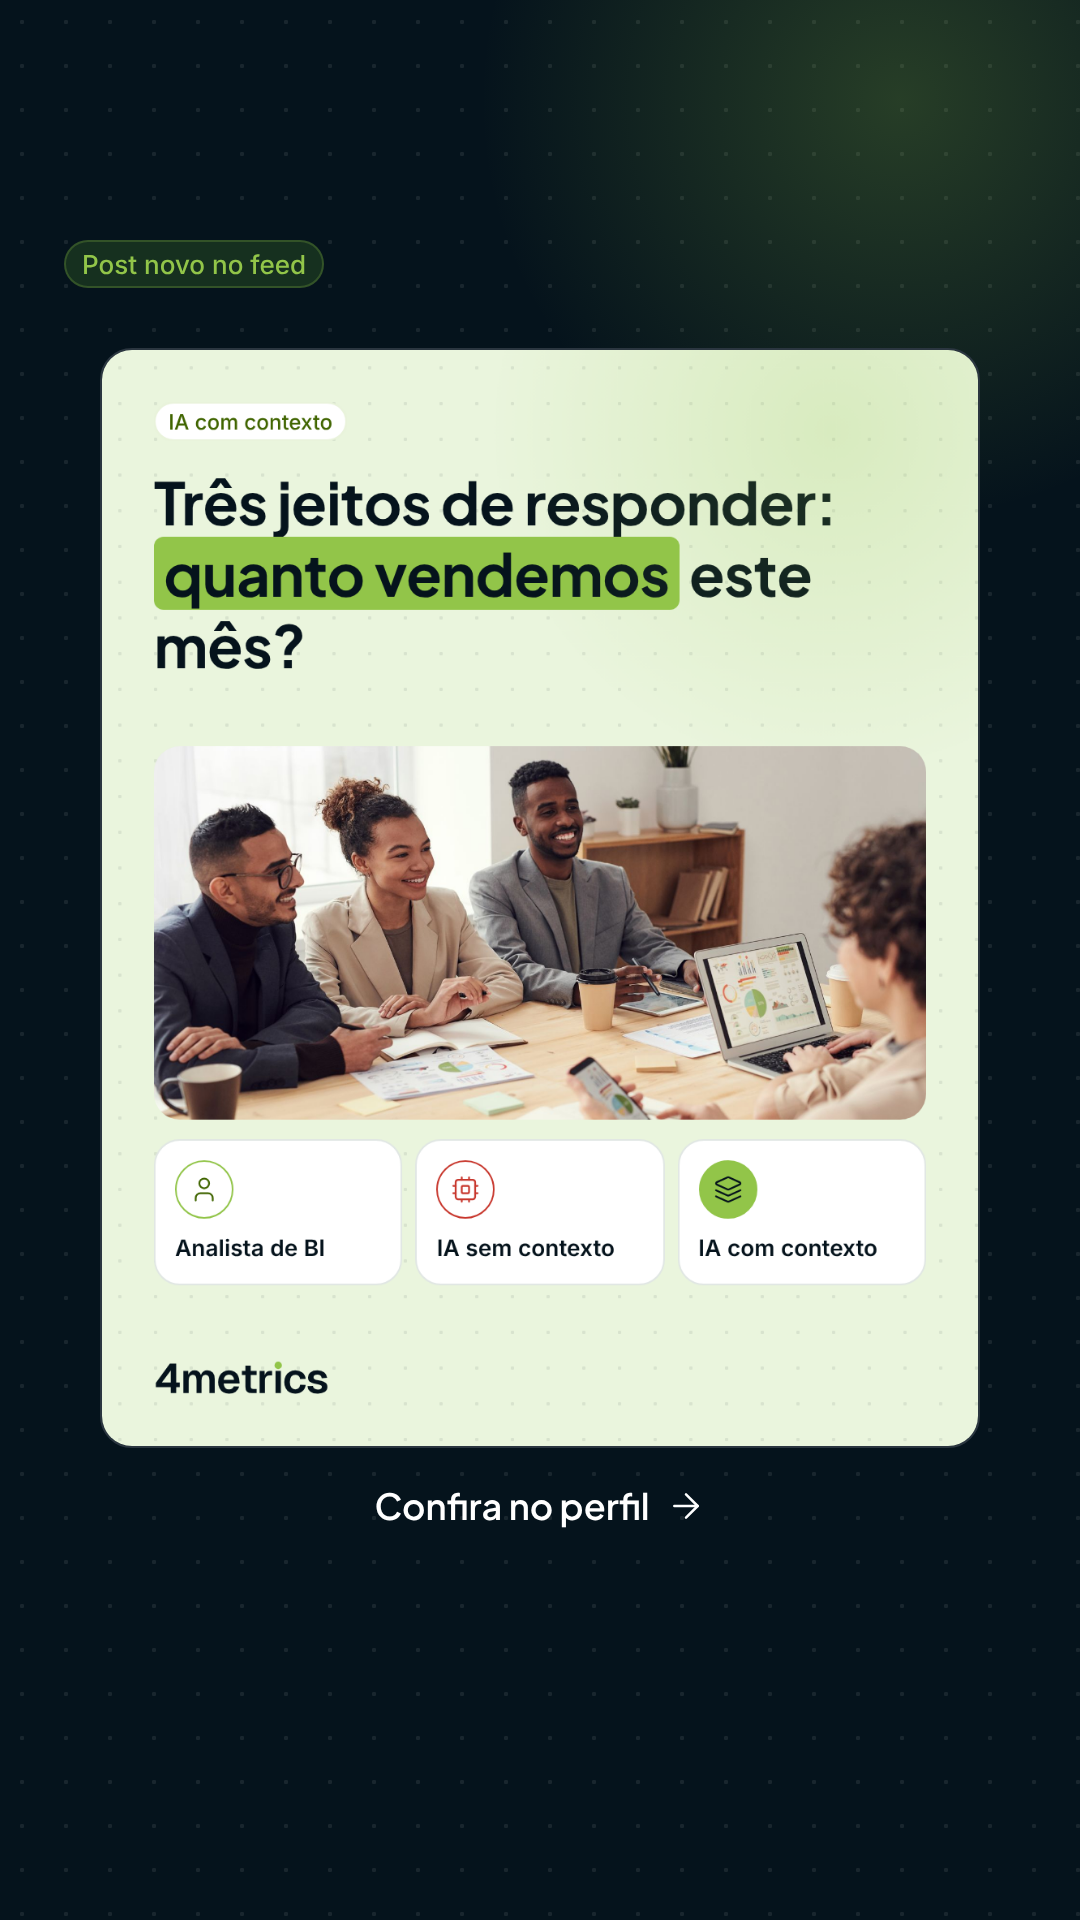 Post novo no feed
IA com contexto
Três jeitos de responder:
quanto vendemos este
mês?
Analista de BI
IA sem contexto
IA com contexto
4metrics
Confira no perfil